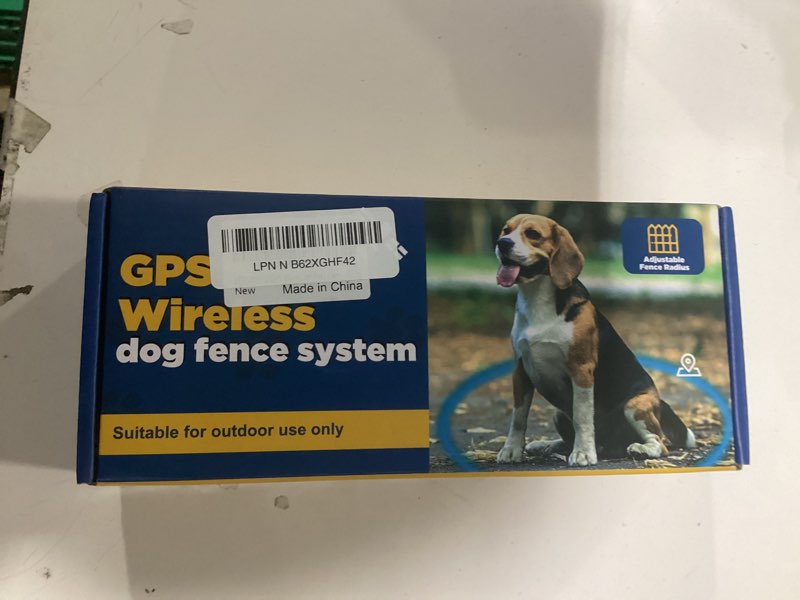 GPS
LPN N B62XGHF42
New Made in China
Wireless
dog fence system
Suitable for outdoor use only
Adjustable
Fence Radius